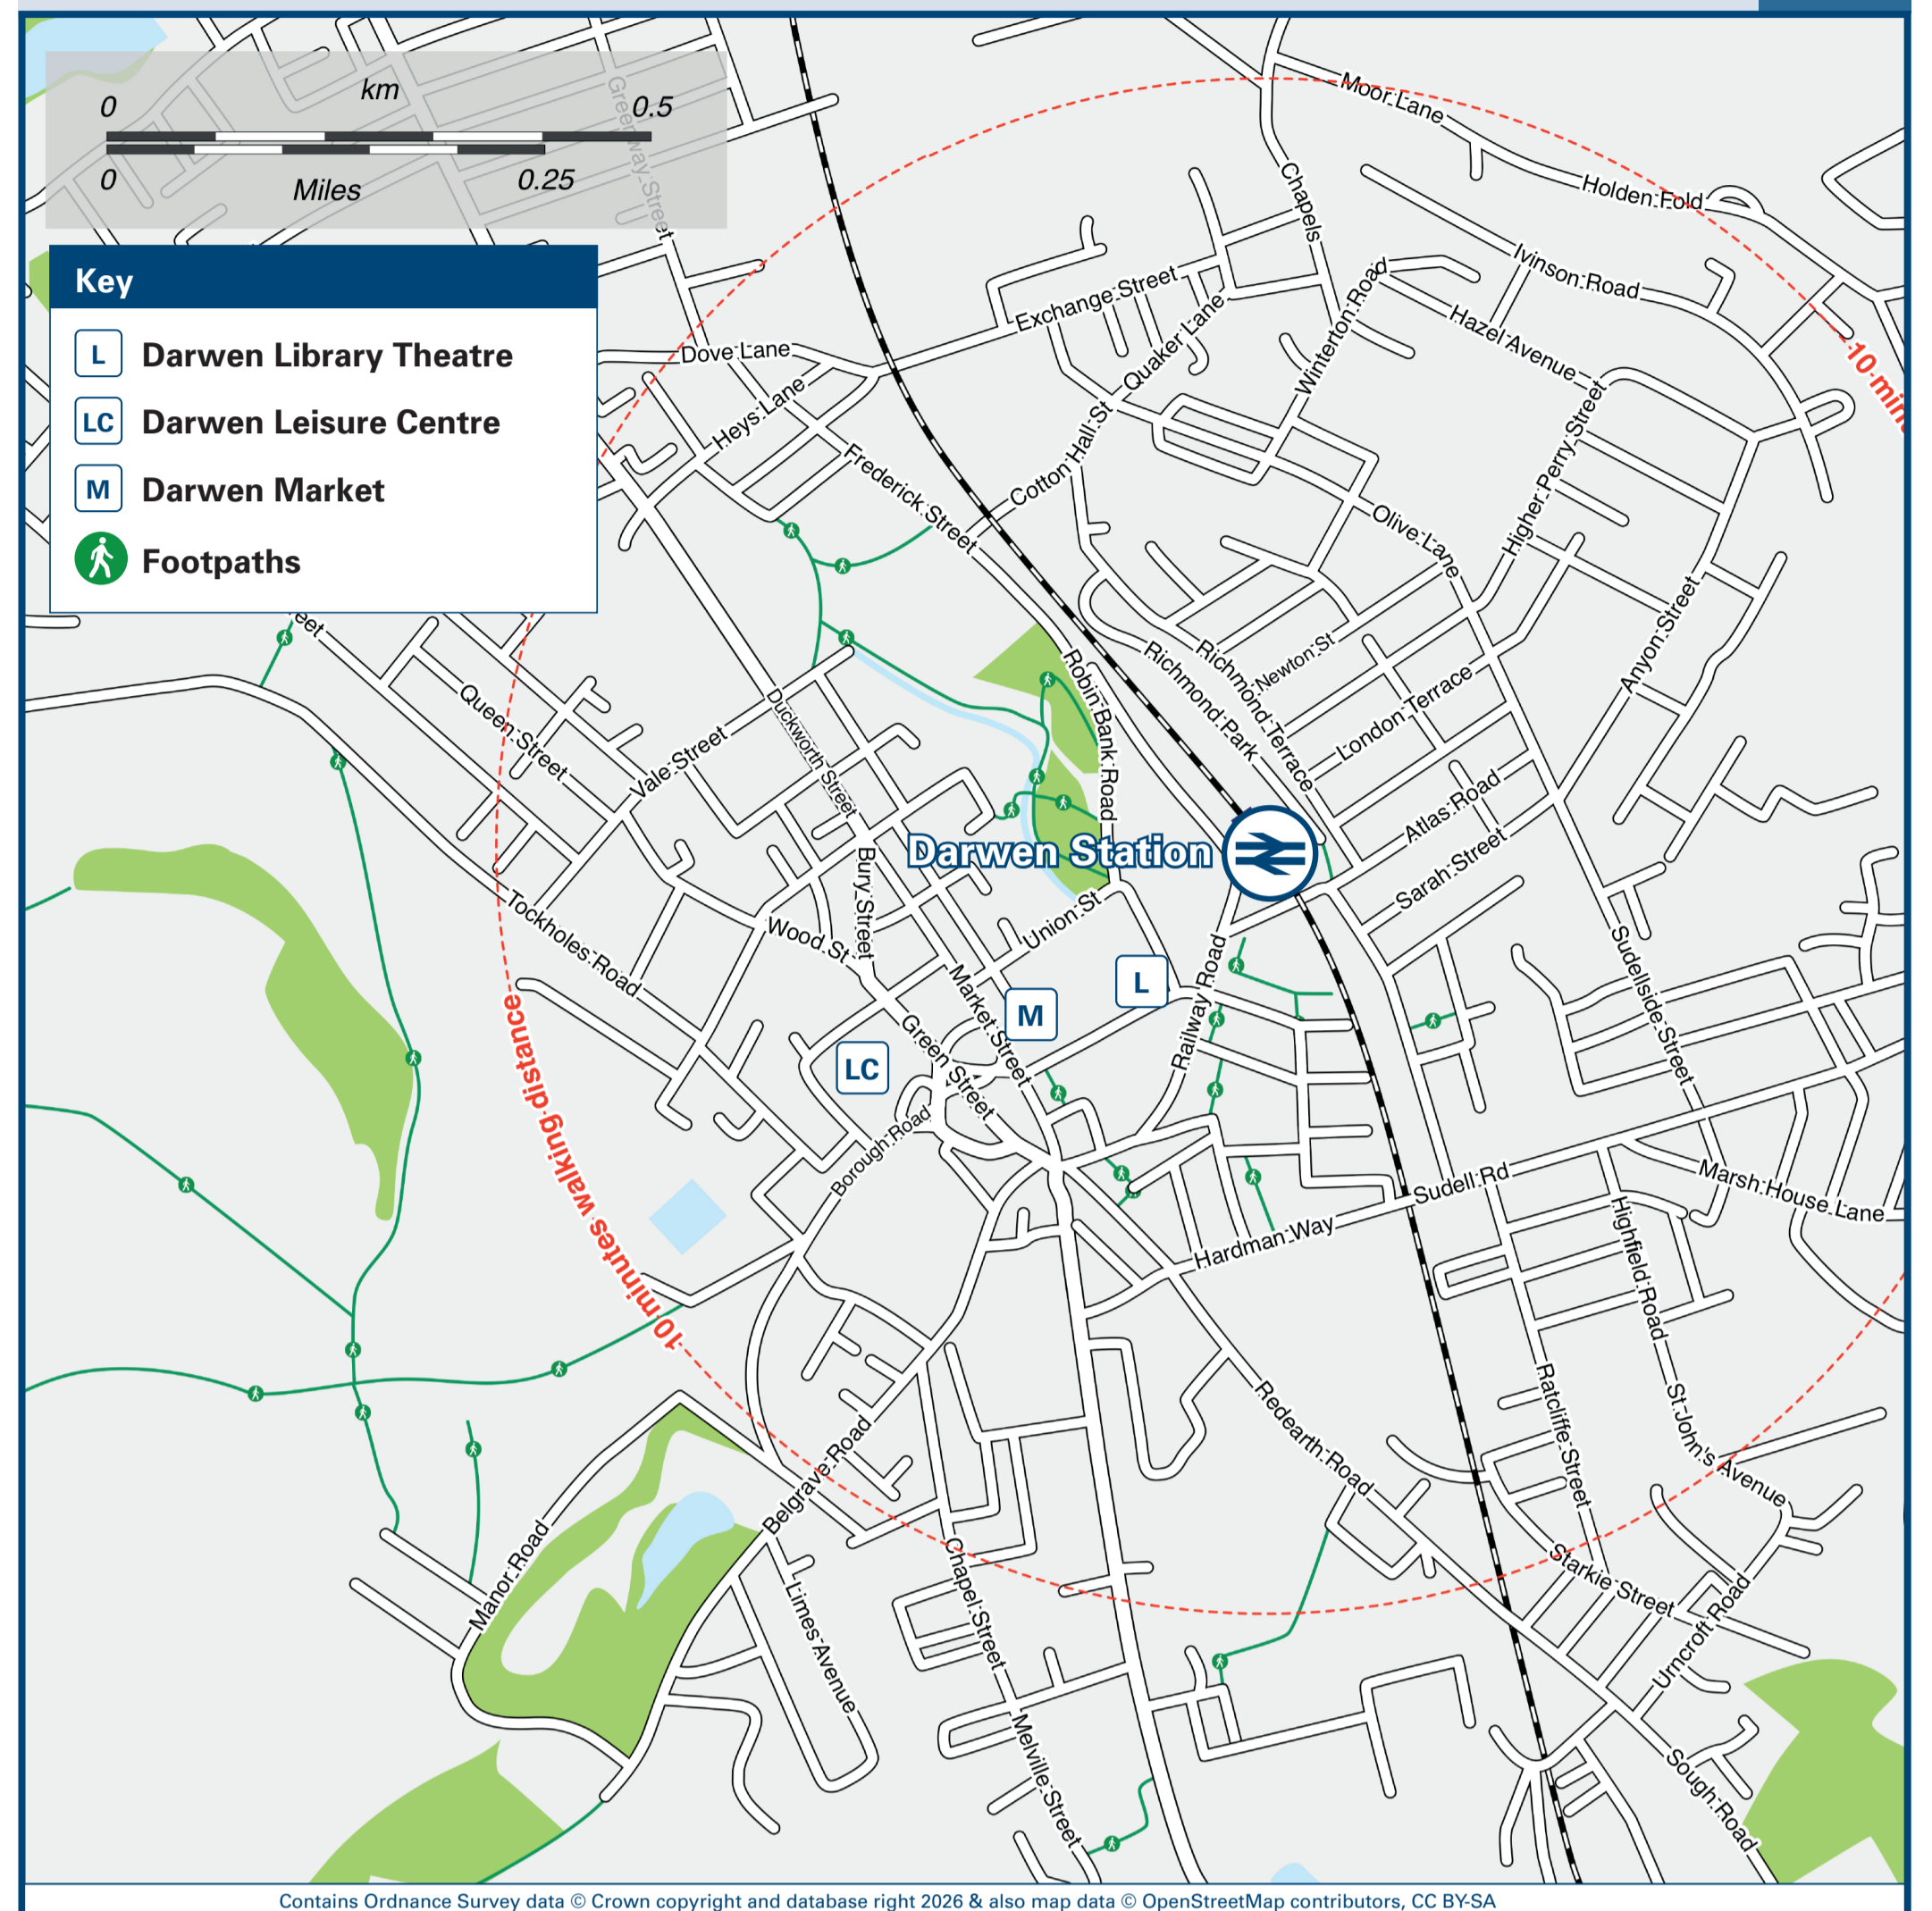 0
km
0.5
0
Miles
0.25
Greenway Street
Key
L
Darwen Library Theatre
LC
Darwen Leisure Centre
M
Darwen Market
Footpaths
Moor Lane
Holden Fold
Chapels
Ivinson Road
Exchange Street
Winterton Road
Hazel Avenue
Quaker Lane
Dove Lane
Heys Lane
10 min
Cotton Hall St
Frederick Street
Higher Perry Street
Olive Lane
Anyon Street
eet
Queen Street
Vale Street
Duckworth Street
Robin Bank Road
Richmond Park
Richmond Terrace
Newton St
London Terrace
Atlas Road
Sarah Street
Darwen Station
Bury Street
Wood St
Union St
Tockholes Road
Market Street
Railway Road
Sudellside Street
L
M
LC
Green Street
Borough Road
10 minutes walking distance
Sudell Rd
Marsh House Lane
Hardman Way
Highfield Road
Redearth Road
Ratcliffe Street
St John's Avenue
Belgrave Road
Manor Road
Limes Avenue
Chapel Street
Starkie Street
Urncroft Road
Melville Street
Sough Road
Contains Ordnance Survey data © Crown copyright and database right 2026 & also map data © OpenStreetMap contributors, CC BY-SA